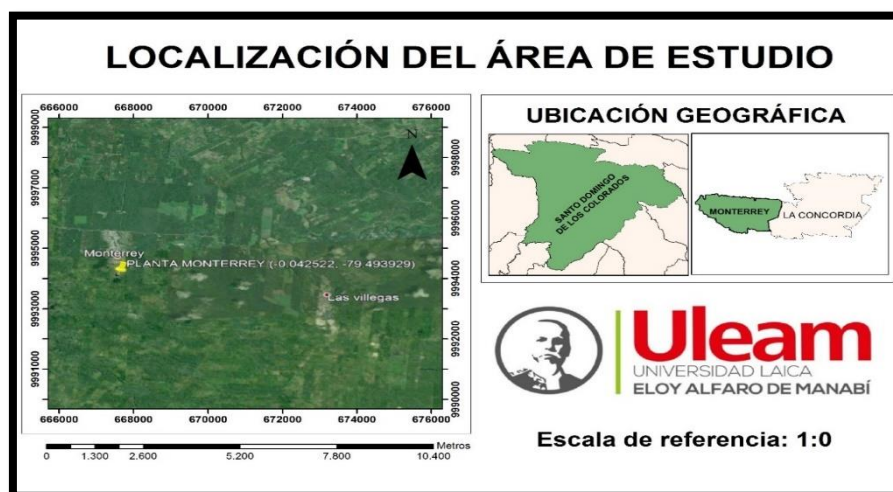 LOCALIZACIÓN DEL ÁREA DE ESTUDIO
666000 668000 670000 672000 674000 676000
9999000
9997000
9995000
9993000
9991000
9998000
9996000
9994000
9992000
9990000
N
Monterrey
PLANTA MONTERREY (-0.042522, -79.493929)
Las villegas
666000 668000 670000 672000 674000 676000
Metros
0 1.300 2.600 5.200 7.800 10.400
UBICACIÓN GEOGRÁFICA
SANTO DOMINGO
DE LOS COLORADOS
MONTERREY
LA CONCORDIA
Uleam
UNIVERSIDAD LAICA
ELOY ALFARO DE MANABÍ
Escala de referencia: 1:0